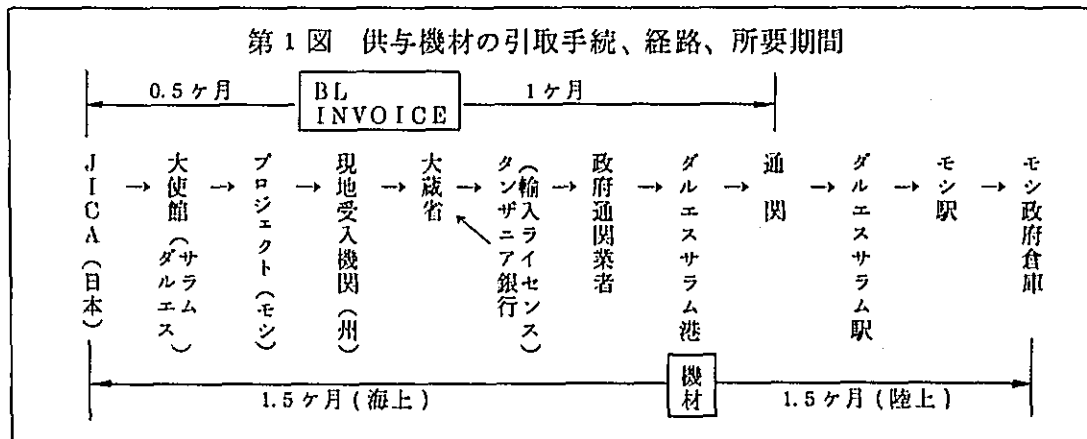 第1図 供与機材の引取手続、経路、所要期間
0.5ヶ月
BL
INVOICE
1ヶ月
JICA(日本)
→
大使館(ダルエスサラム)
→
プロジェクト(モシ)
→
現地受入機関(州)
→
大蔵省
→
タンザニア銀行
(輸入ライセンス)
→
政府通関業者
→
ダルエスサラム港
→
通関
→
ダルエスサラム駅
→
モシ駅
→
モシ政府倉庫
1.5ヶ月(海上)
機材
1.5ヶ月(陸上)